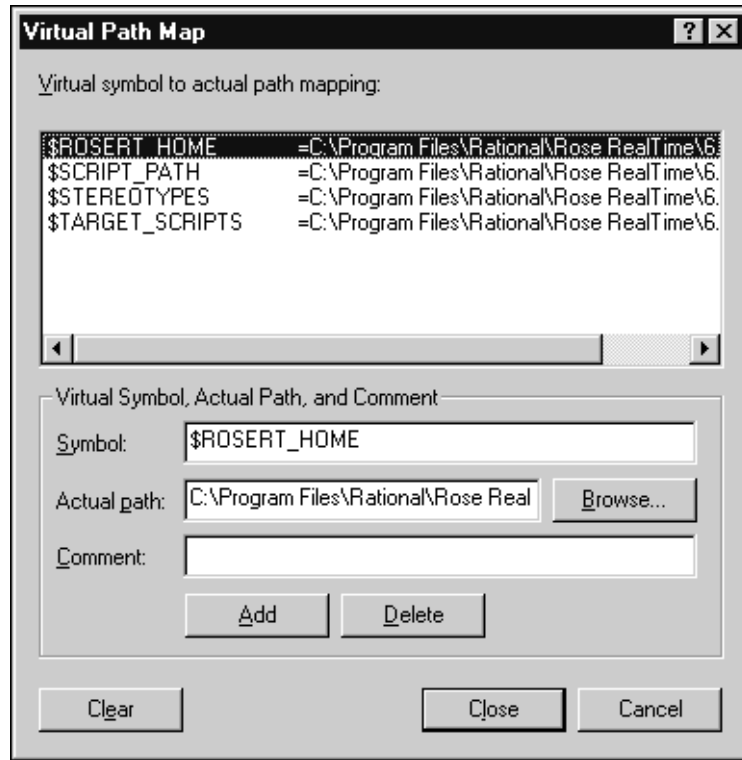 Virtual Path Map
Virtual symbol to actual path mapping:
$ROSERT_HOME =C:\Program Files\Rational\Rose RealTime\6.
$SCRIPT_PATH =C:\Program Files\Rational\Rose RealTime\6.
$STEREOTYPES =C:\Program Files\Rational\Rose RealTime\6.
$TARGET_SCRIPTS =C:\Program Files\Rational\Rose RealTime\6.
Virtual Symbol, Actual Path, and Comment
Symbol: $ROSERT_HOME
Actual path: C:\Program Files\Rational\Rose Real Browse...
Comment:
Add Delete
Clear Close Cancel